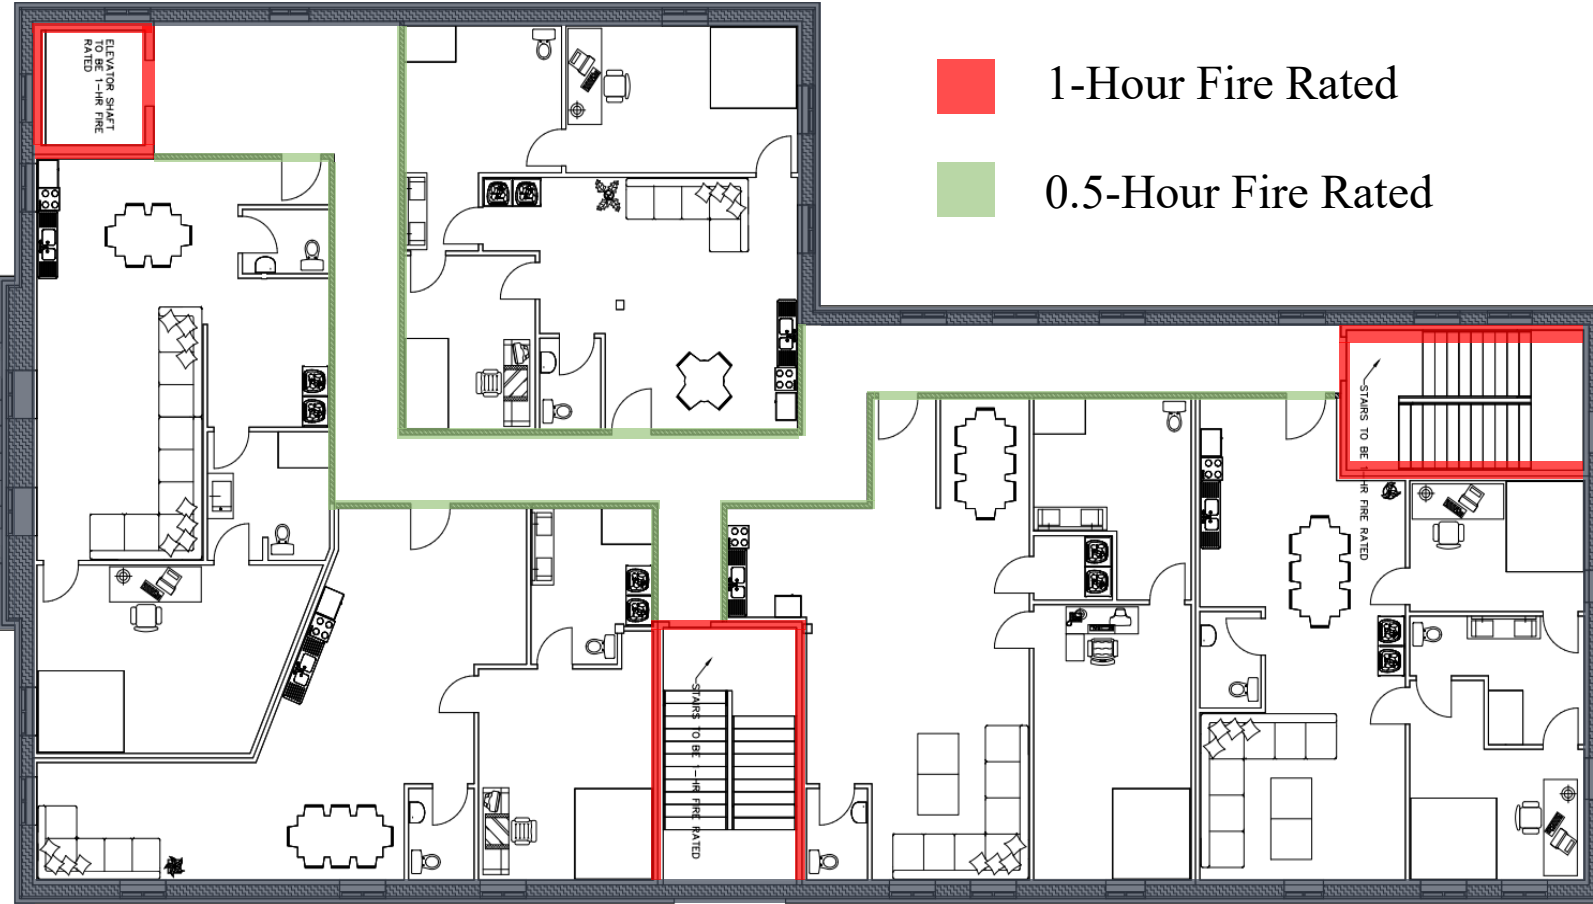 ELEVATOR SHAFT
TO BE 1-HR FIRE
RATED
1-Hour Fire Rated
0.5-Hour Fire Rated
STAIRS TO BE 1-HR FIRE RATED
STAIRS TO BE 1-HR FIRE RATED